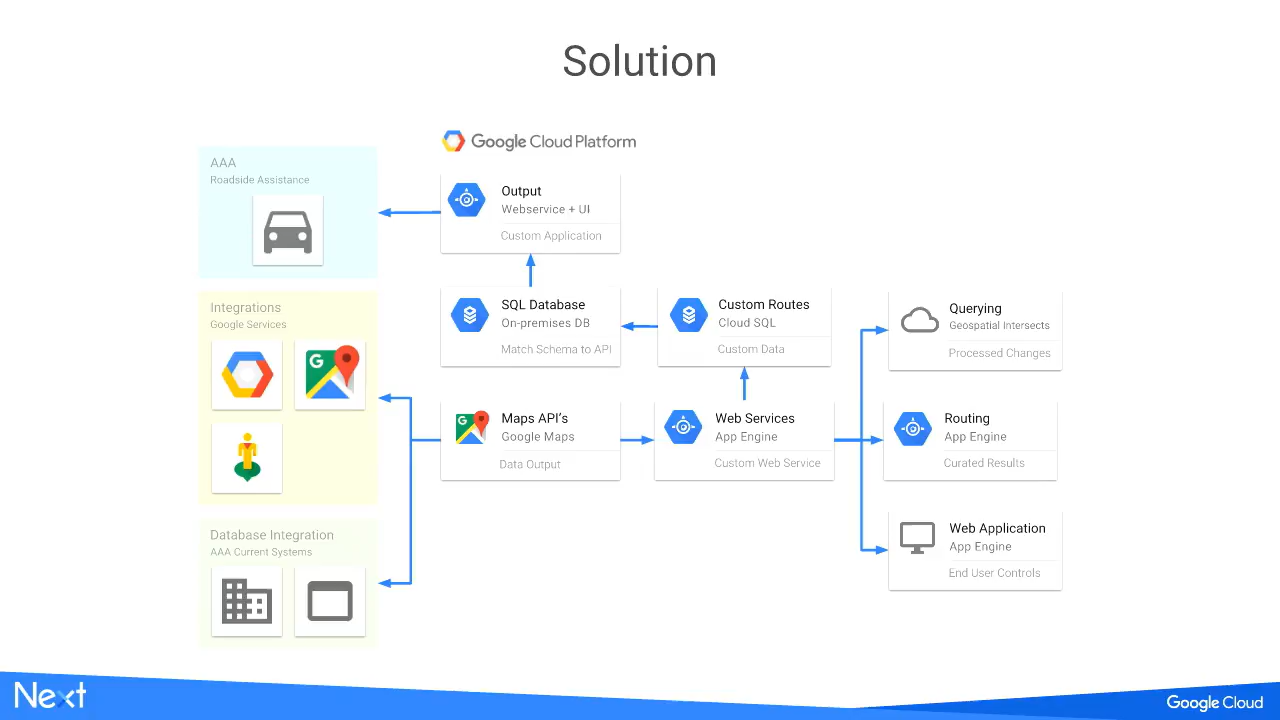 Solution
Google Cloud Platform
AAA
Roadside Assistance
Output
Webservice + UI
Custom Application
Integrations
Google Services
SQL Database
On-premises DB
Match Schema to API
Custom Routes
Cloud SQL
Custom Data
Querying
Geospatial Intersects
Processed Changes
G
G
Maps API's
Google Maps
Data Output
Web Services
App Engine
Custom Web Service
Routing
App Engine
Curated Results
Database Integration
AAA Current Systems
Web Application
App Engine
End User Controls
Next
Google Cloud